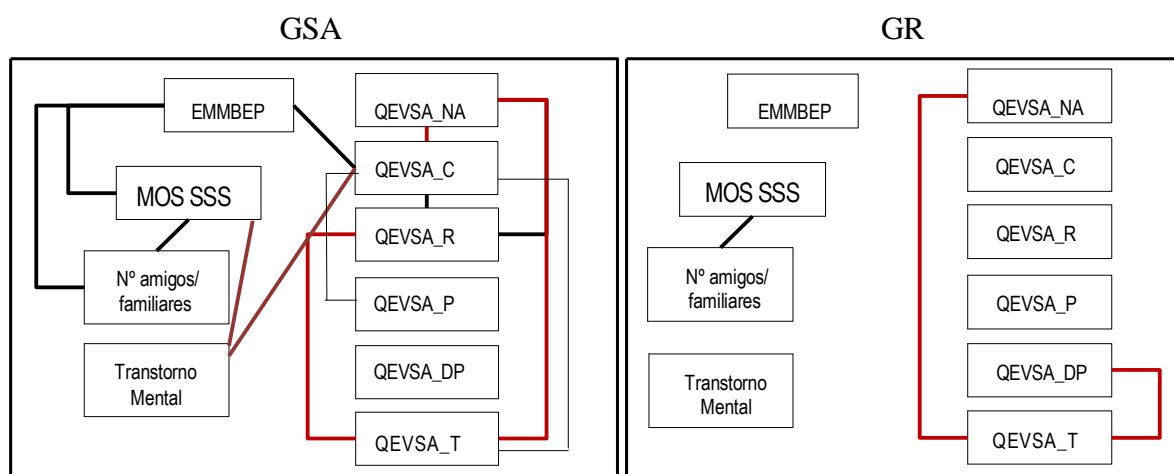 GSA
EMMBEP
MOS SSS
Nº amigos/
familiares
Transtorno
Mental
QEVSA_NA
QEVSA_C
QEVSA_R
QEVSA_P
QEVSA_DP
QEVSA_T
GR
EMMBEP
MOS SSS
Nº amigos/
familiares
Transtorno
Mental
QEVSA_NA
QEVSA_C
QEVSA_R
QEVSA_P
QEVSA_DP
QEVSA_T